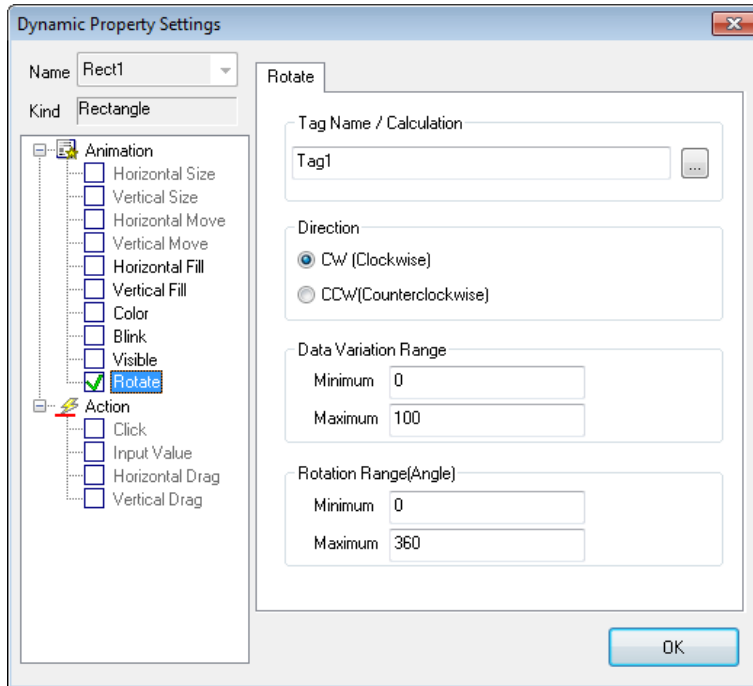 Dynamic Property Settings
Name Rect1
Kind Rectangle
Animation
Horizontal Size
Vertical Size
Horizontal Move
Vertical Move
Horizontal Fill
Vertical Fill
Color
Blink
Visible
Rotate
Action
Click
Input Value
Horizontal Drag
Vertical Drag
Rotate
Tag Name / Calculation
Tag1
...
Direction
CW (Clockwise)
CCW(Counterclockwise)
Data Variation Range
Minimum 0
Maximum 100
Rotation Range(Angle)
Minimum 0
Maximum 360
OK